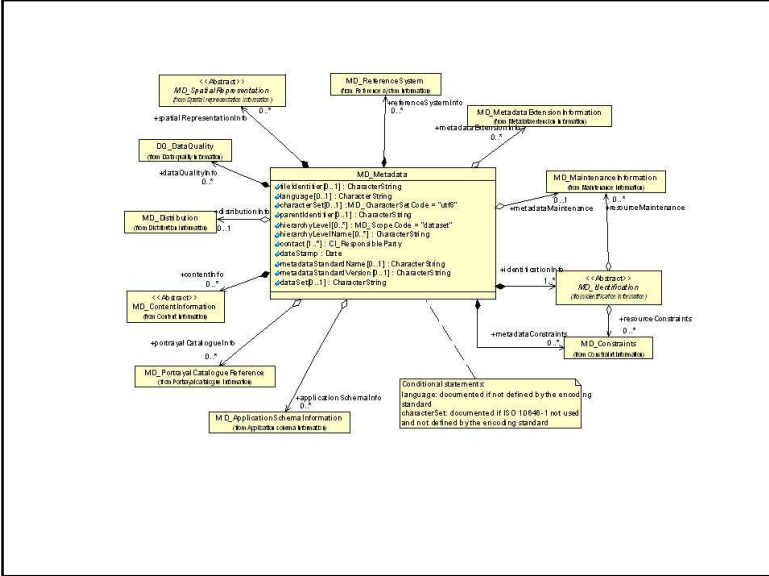 <<Abstract>>
MD_SpatialRepresentation
(from Spatial representation information)
+spatialRepresentationInfo
0..*
MD_ReferenceSystem
(from Reference system information)
+referenceSystemInfo
0..*
MD_MetadataExtensionInformation
(from Metadata extension information)
+metadataExtensionInfo
0..*
DQ_DataQuality
(from Data quality information)
+dataQualityInfo
0..*
MD_Metadata
fileIdentifier[0..1] : CharacterString
language[0..1] : CharacterString
characterSet[0..1] : MD_CharacterSetCode = "utf8"
parentIdentifier[0..1] : CharacterString
hierarchyLevel[0..*] : MD_ScopeCode = "dataset"
hierarchyLevelName[0..*] : CharacterString
contact[1..*] : CI_ResponsibleParty
dateStamp : Date
metadataStandardName[0..1] : CharacterString
metadataStandardVersion[0..1] : CharacterString
dataSet[0..1] : CharacterString
MD_MaintenanceInformation
(from Maintenance information)
0..1
+metadataMaintenance
0..*
+resourceMaintenance
MD_Distribution
(from Distribution information)
+distributionInfo
0..1
+contentInfo
0..*
<<Abstract>>
MD_ContentInformation
(from Content information)
+identificationInfo
1..*
<<Abstract>>
MD_Identification
(from Identification information)
+resourceConstraints
0..*
+metadataConstraints
0..*
MD_Constraints
(from Constraint information)
+portrayalCatalogueInfo
0..*
MD_PortrayalCatalogueReference
(from Portrayal catalogue information)
+applicationSchemaInfo
0..*
MD_ApplicationSchemaInformation
(from Application schema information)
Conditional statements:
language: documented if not defined by the encoding
standard
characterSet: documented if ISO 10646-1 not used
and not defined by the encoding standard